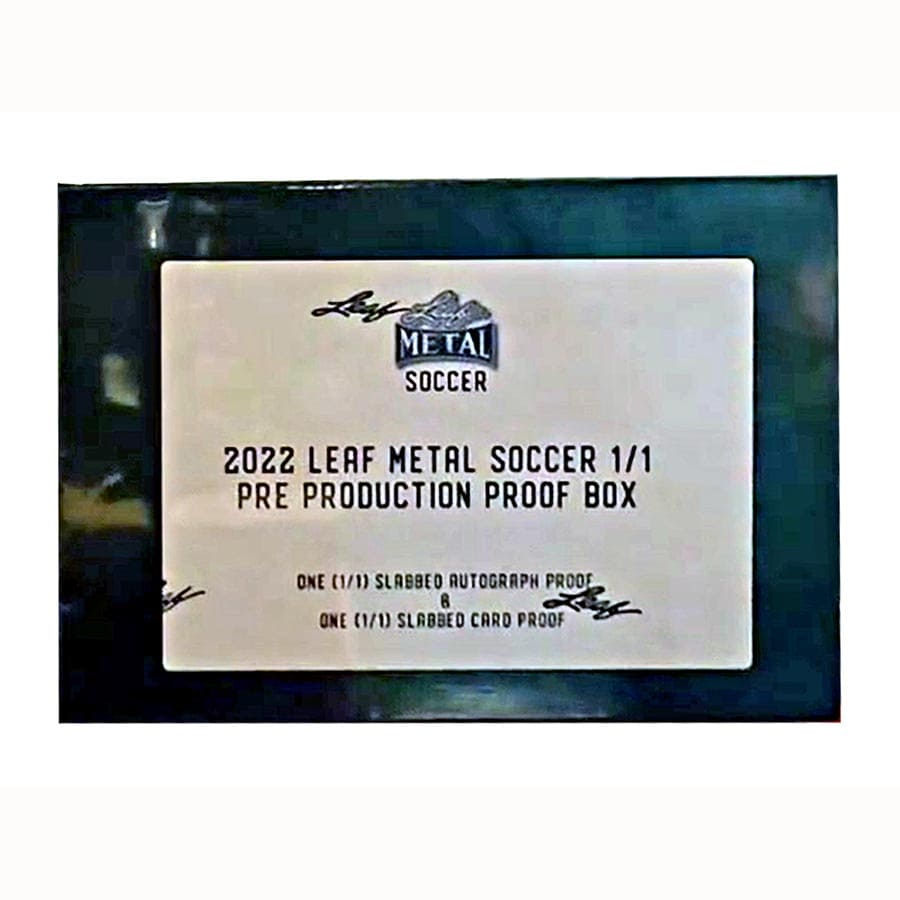 Leaf Leaf
METAL
SOCCER
2022 LEAF METAL SOCCER 1/1
PRE PRODUCTION PROOF BOX
ONE (1/1) SLABBED AUTOGRAPH PROOF
&
ONE (1/1) SLABBED CARD PROOF
Leaf